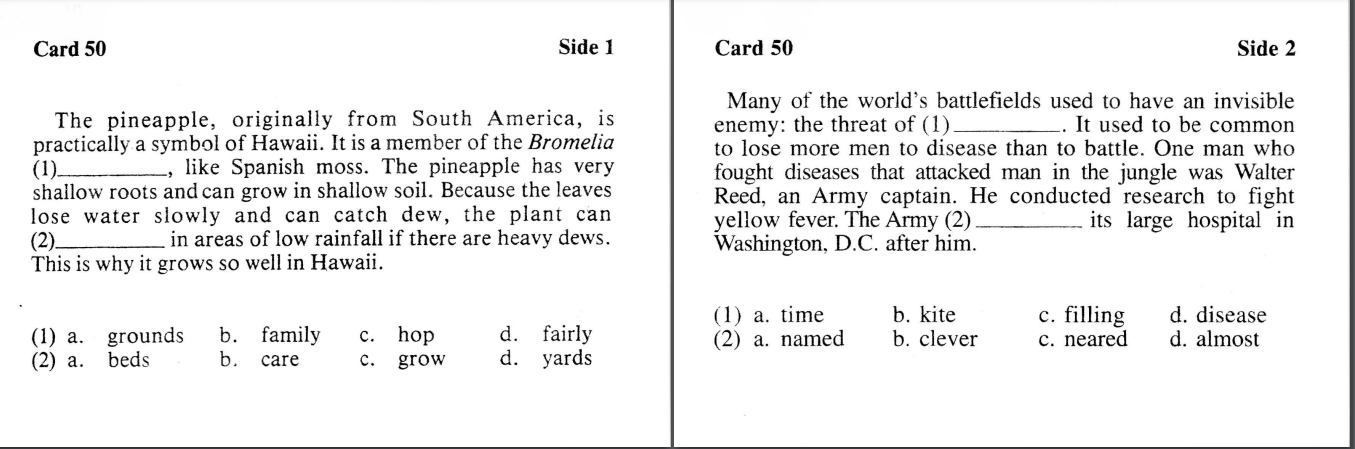 Card 50 Side 1
The pineapple, originally from South America, is
practically a symbol of Hawaii. It is a member of the Bromelia
(1)__________, like Spanish moss. The pineapple has very
shallow roots and can grow in shallow soil. Because the leaves
lose water slowly and can catch dew, the plant can
(2)__________ in areas of low rainfall if there are heavy dews.
This is why it grows so well in Hawaii.
(1) a. grounds b. family c. hop d. fairly
(2) a. beds b. care c. grow d. yards
Card 50 Side 2
Many of the world's battlefields used to have an invisible
enemy: the threat of (1)__________. It used to be common
to lose more men to disease than to battle. One man who
fought diseases that attacked man in the jungle was Walter
Reed, an Army captain. He conducted research to fight
yellow fever. The Army (2)__________ its large hospital in
Washington, D.C. after him.
(1) a. time b. kite c. filling d. disease
(2) a. named b. clever c. neared d. almost